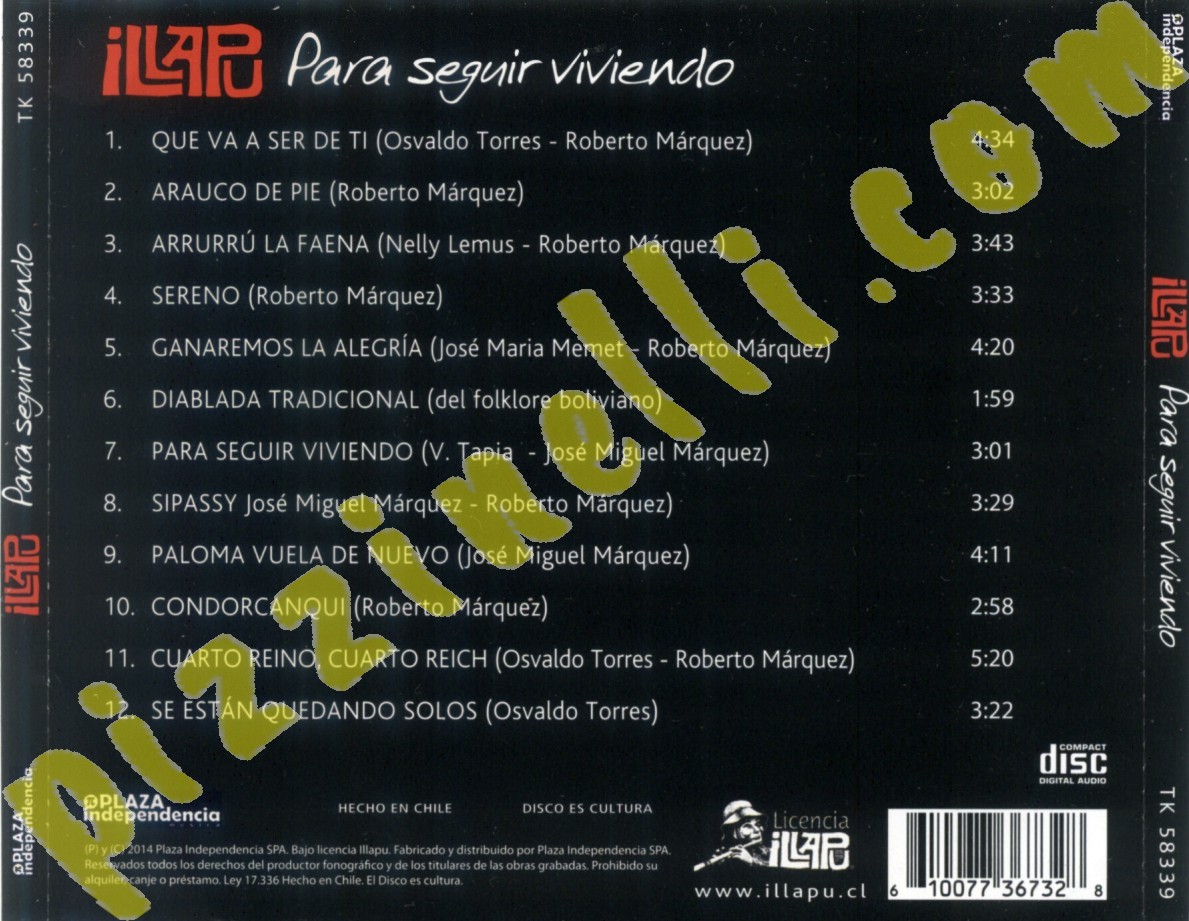 ILLAPU Para seguir viviendo
1. QUE VA A SER DE TI (Osvaldo Torres - Roberto Márquez) 4:34
2. ARAUCO DE PIE (Roberto Márquez) 3:02
3. ARRURRÚ LA FAENA (Nelly Lemus - Roberto Márquez) 3:43
4. SERENO (Roberto Márquez) 3:33
5. GANAREMOS LA ALEGRÍA (José Maria Memet - Roberto Márquez) 4:20
6. DIABLADA TRADICIONAL (del folklore boliviano) 1:59
7. PARA SEGUIR VIVIENDO (V. Tapia - José Miguel Márquez) 3:01
8. SIPASSY José Miguel Márquez - Roberto Márquez) 3:29
9. PALOMA VUELA DE NUEVO (José Miguel Márquez) 4:11
10. CONDORCANQUI (Roberto Márquez) 2:58
11. CUARTO REINO, CUARTO REICH (Osvaldo Torres - Roberto Márquez) 5:20
12. SE ESTÁN QUEDANDO SOLOS (Osvaldo Torres) 3:22
COMPACT
disc
DIGITAL AUDIO
PLAZA
independencia
HECHO EN CHILE DISCO ES CULTURA
(P) y (C) 2014 Plaza Independencia SPA. Bajo licencia Illapu. Fabricado y distribuido por Plaza Independencia SPA.
Reservados todos los derechos del productor fonográfico y de los titulares de las obras grabadas. Prohibido su
alquiler, canje o préstamo. Ley 17.336 Hecho en Chile. El Disco es cultura.
Licencia
ILLAPU
www.illapu.cl
6 10077 36732 8
TK 58339
Para seguir viviendo
ILLAPU
PLAZA
independencia
PLAZA
independencia
ILLAPU
Para seguir viviendo
TK 58339
pizzinelli.com